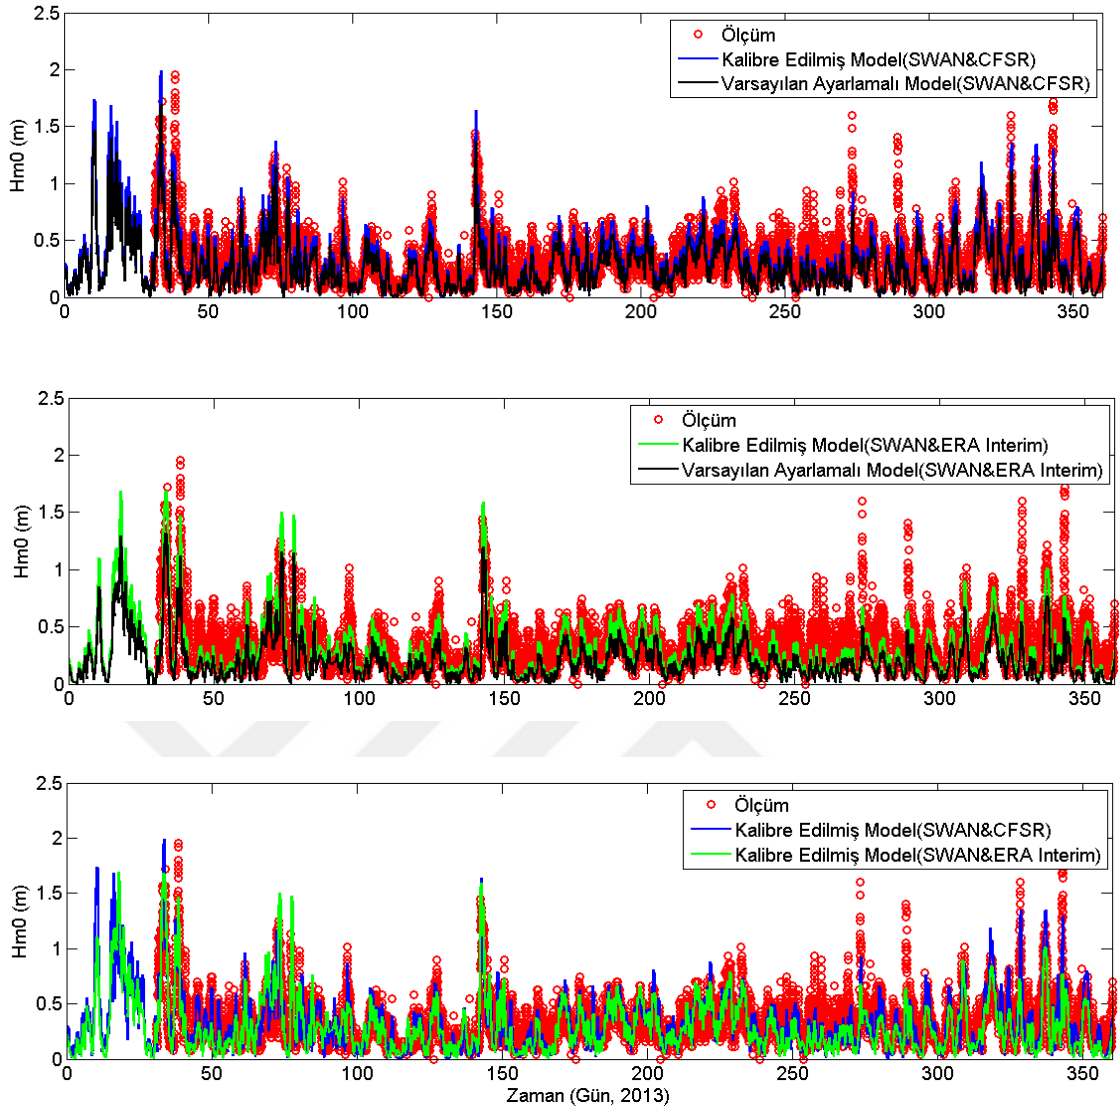 2.5
2
1.5
1
0.5
0
Hm0 (m)
Ölçüm
Kalibre Edilmiş Model(SWAN&CFSR)
Varsayılan Ayarlamalı Model(SWAN&CFSR)
0 50 100 150 200 250 300 350
2.5
2
1.5
1
0.5
0
Hm0 (m)
Ölçüm
Kalibre Edilmiş Model(SWAN&ERA Interim)
Varsayılan Ayarlamalı Model(SWAN&ERA Interim)
0 50 100 150 200 250 300 350
2.5
2
1.5
1
0.5
0
Hm0 (m)
Ölçüm
Kalibre Edilmiş Model(SWAN&CFSR)
Kalibre Edilmiş Model(SWAN&ERA Interim)
0 50 100 150 200 250 300 350
Zaman (Gün, 2013)